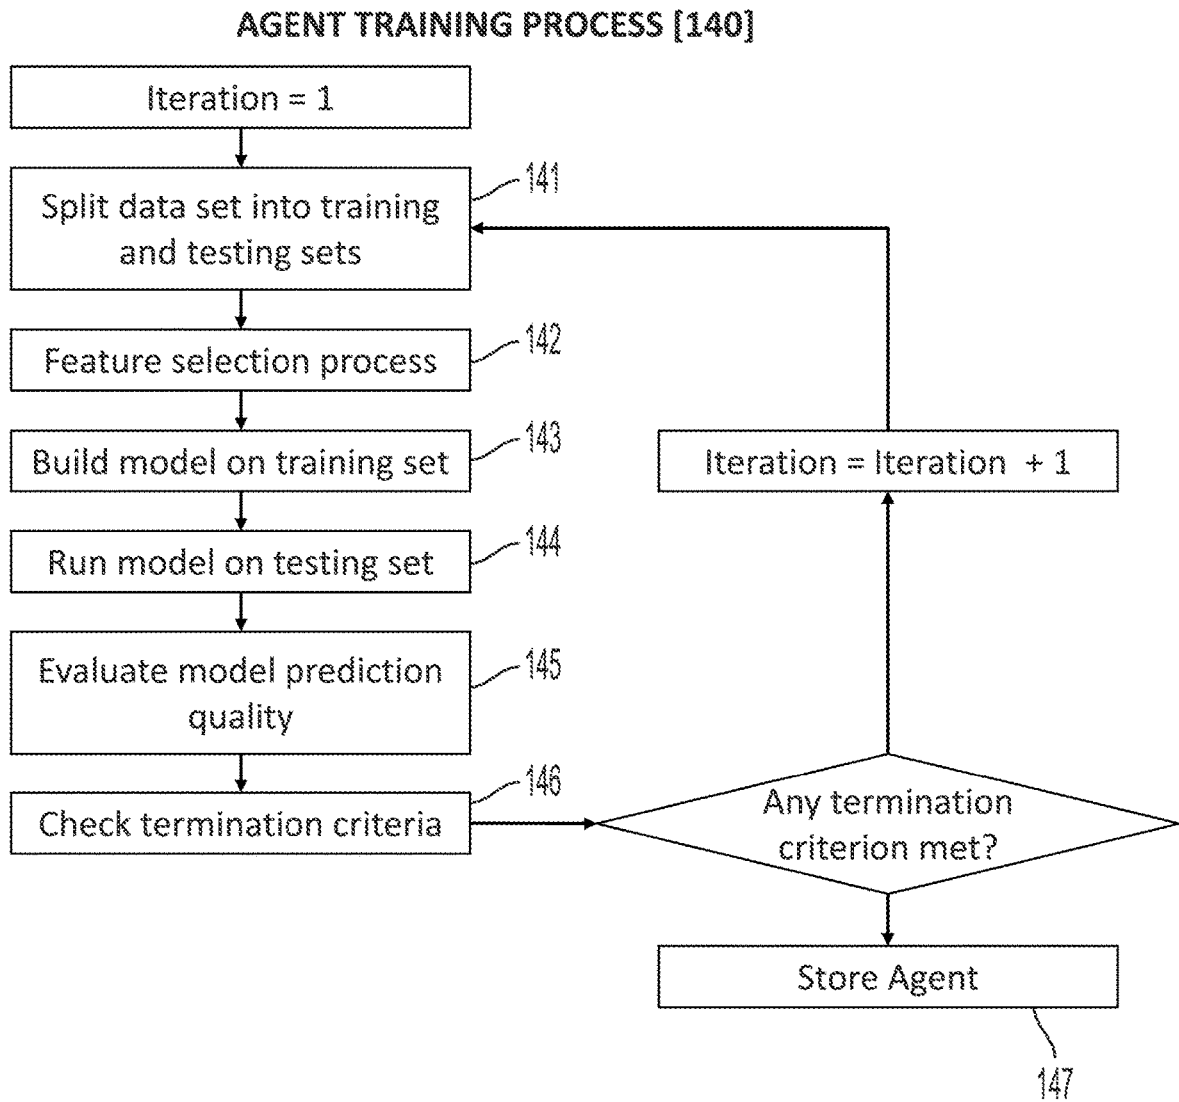 AGENT TRAINING PROCESS [140]
Iteration = 1
141
Split data set into training
and testing sets
142
Feature selection process
143
Build model on training set
Iteration = Iteration + 1
144
Run model on testing set
145
Evaluate model prediction
quality
146
Check termination criteria
Any termination
criterion met?
Store Agent
147